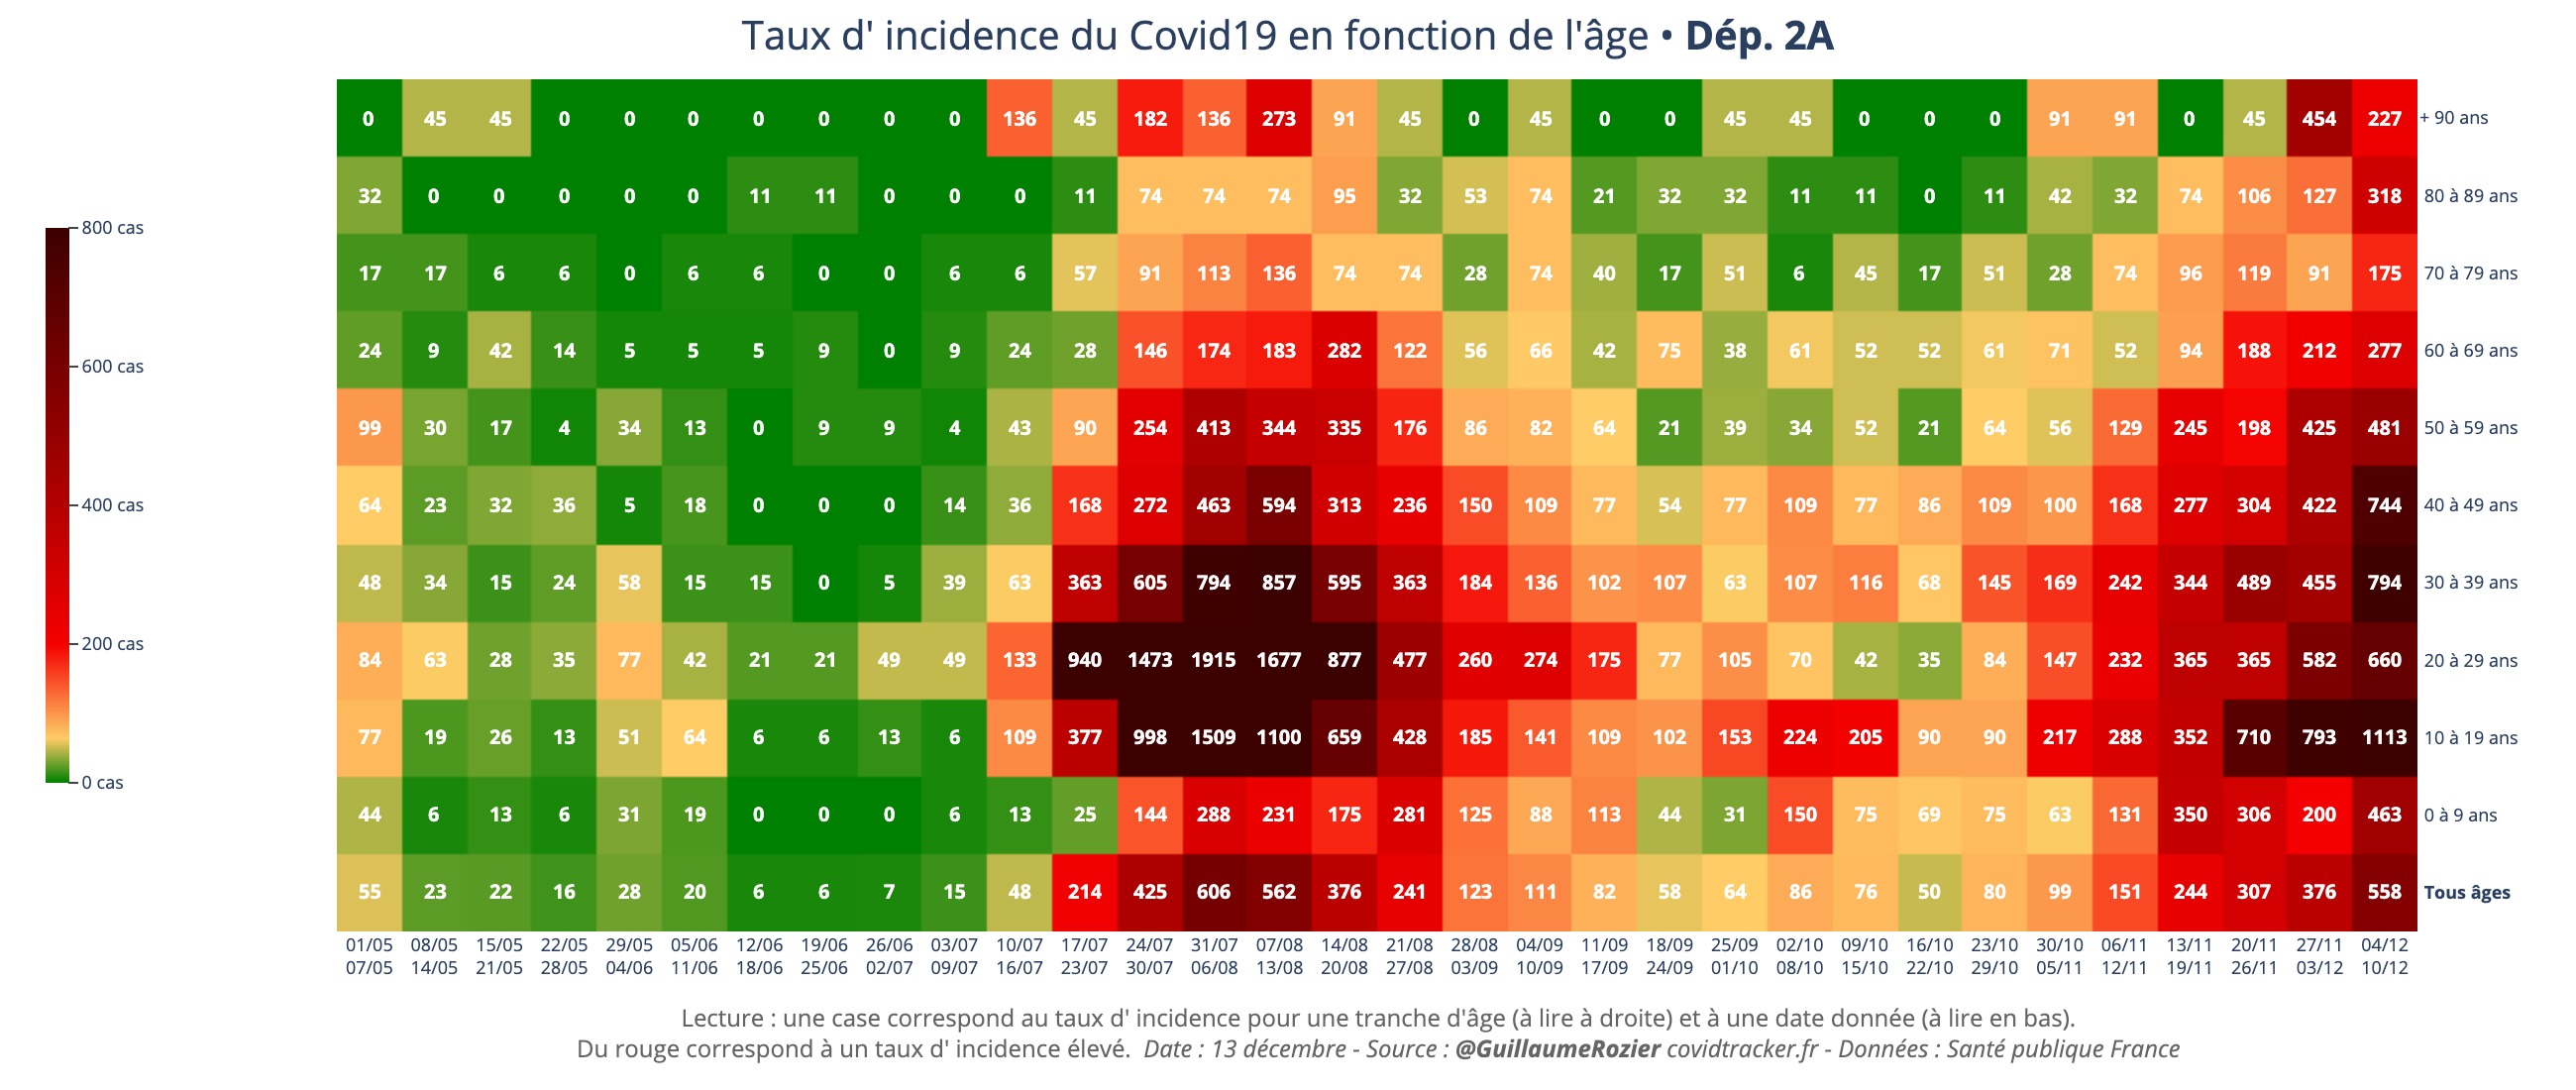 Taux d' incidence du Covid19 en fonction de l'âge • Dép. 2A
800 cas
600 cas
400 cas
200 cas
0 cas
0 45 45 0 0 0 0 0 0 0 136 45 182 136 273 91 45 0 45 0 0 45 45 0 0 0 91 91 0 45 454 227 + 90 ans
32 0 0 0 0 0 11 11 0 0 0 11 74 74 74 95 32 53 74 21 32 32 11 11 0 11 42 32 74 106 127 318 80 à 89 ans
17 17 6 6 0 6 6 0 0 6 6 57 91 113 136 74 74 28 74 40 17 51 6 45 17 51 28 74 96 119 91 175 70 à 79 ans
24 9 42 14 5 5 5 9 0 9 24 28 146 174 183 282 122 56 66 42 75 38 61 52 52 61 71 52 94 188 212 277 60 à 69 ans
99 30 17 4 34 13 0 9 9 4 43 90 254 413 344 335 176 86 82 64 21 39 34 52 21 64 56 129 245 198 425 481 50 à 59 ans
64 23 32 36 5 18 0 0 0 14 36 168 272 463 594 313 236 150 109 77 54 77 109 77 86 109 100 168 277 304 422 744 40 à 49 ans
48 34 15 24 58 15 15 0 5 39 63 363 605 794 857 595 363 184 136 102 107 63 107 116 68 145 169 242 344 489 455 794 30 à 39 ans
84 63 28 35 77 42 21 21 49 49 133 940 1473 1915 1677 877 477 260 274 175 77 105 70 42 35 84 147 232 365 365 582 660 20 à 29 ans
77 19 26 13 51 64 6 6 13 6 109 377 998 1509 1100 659 428 185 141 109 102 153 224 205 90 90 217 288 352 710 793 1113 10 à 19 ans
44 6 13 6 31 19 0 0 0 6 13 25 144 288 231 175 281 125 88 113 44 31 150 75 69 75 63 131 350 306 200 463 0 à 9 ans
55 23 22 16 28 20 6 6 7 15 48 214 425 606 562 376 241 123 111 82 58 64 86 76 50 80 99 151 244 307 376 558 Tous âges
01/05 08/05 15/05 22/05 29/05 05/06 12/06 19/06 26/06 03/07 10/07 17/07 24/07 31/07 07/08 14/08 21/08 28/08 04/09 11/09 18/09 25/09 02/10 09/10 16/10 23/10 30/10 06/11 13/11 20/11 27/11 04/12
07/05 14/05 21/05 28/05 04/06 11/06 18/06 25/06 02/07 09/07 16/07 23/07 30/07 06/08 13/08 20/08 27/08 03/09 10/09 17/09 24/09 01/10 08/10 15/10 22/10 29/10 05/11 12/11 19/11 26/11 03/12 10/12
Lecture : une case correspond au taux d' incidence pour une tranche d'âge (à lire à droite) et à une date donnée (à lire en bas).
Du rouge correspond à un taux d' incidence élevé. Date : 13 décembre - Source : @GuillaumeRozier covidtracker.fr - Données : Santé publique France